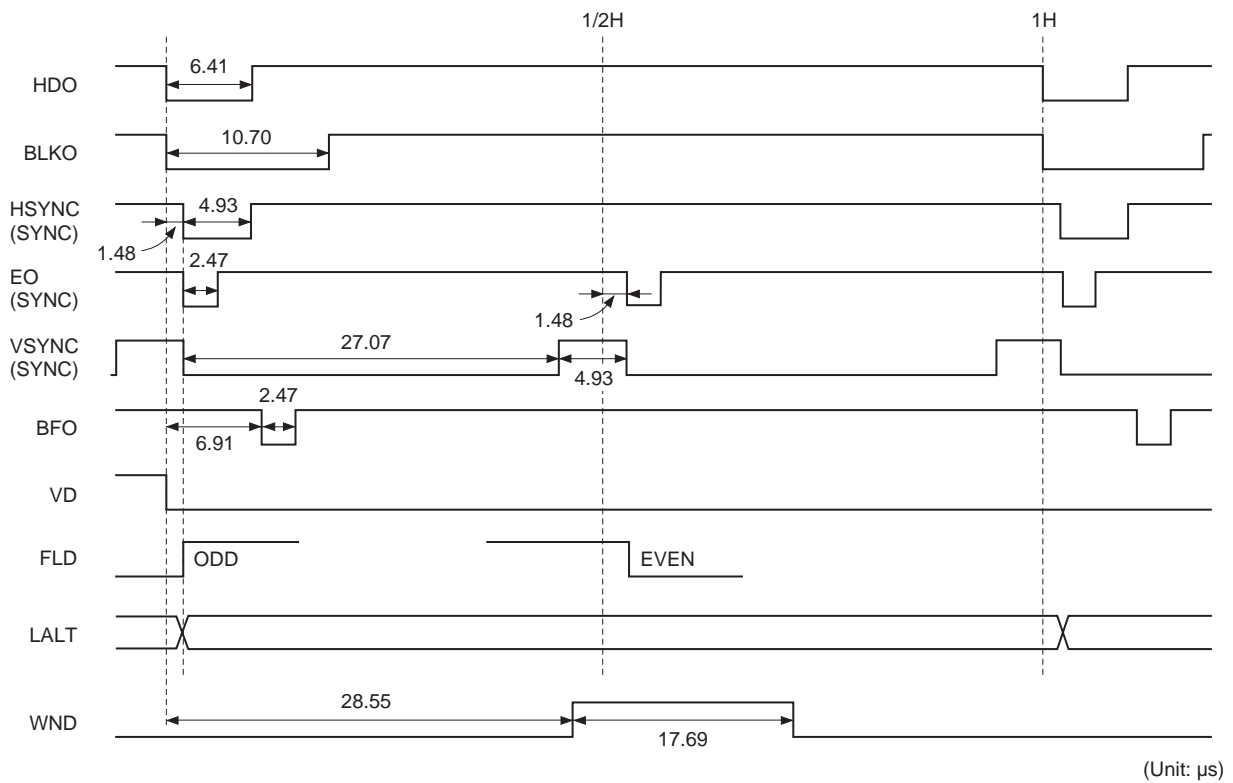 1/2H 1H
HDO 6.41
BLKO 10.70
HSYNC
(SYNC) 4.93
1.48
EO
(SYNC) 2.47
1.48
VSYNC
(SYNC) 27.07
4.93
BFO 2.47
6.91
VD
FLD ODD EVEN
LALT
WND 28.55
17.69
(Unit: µs)